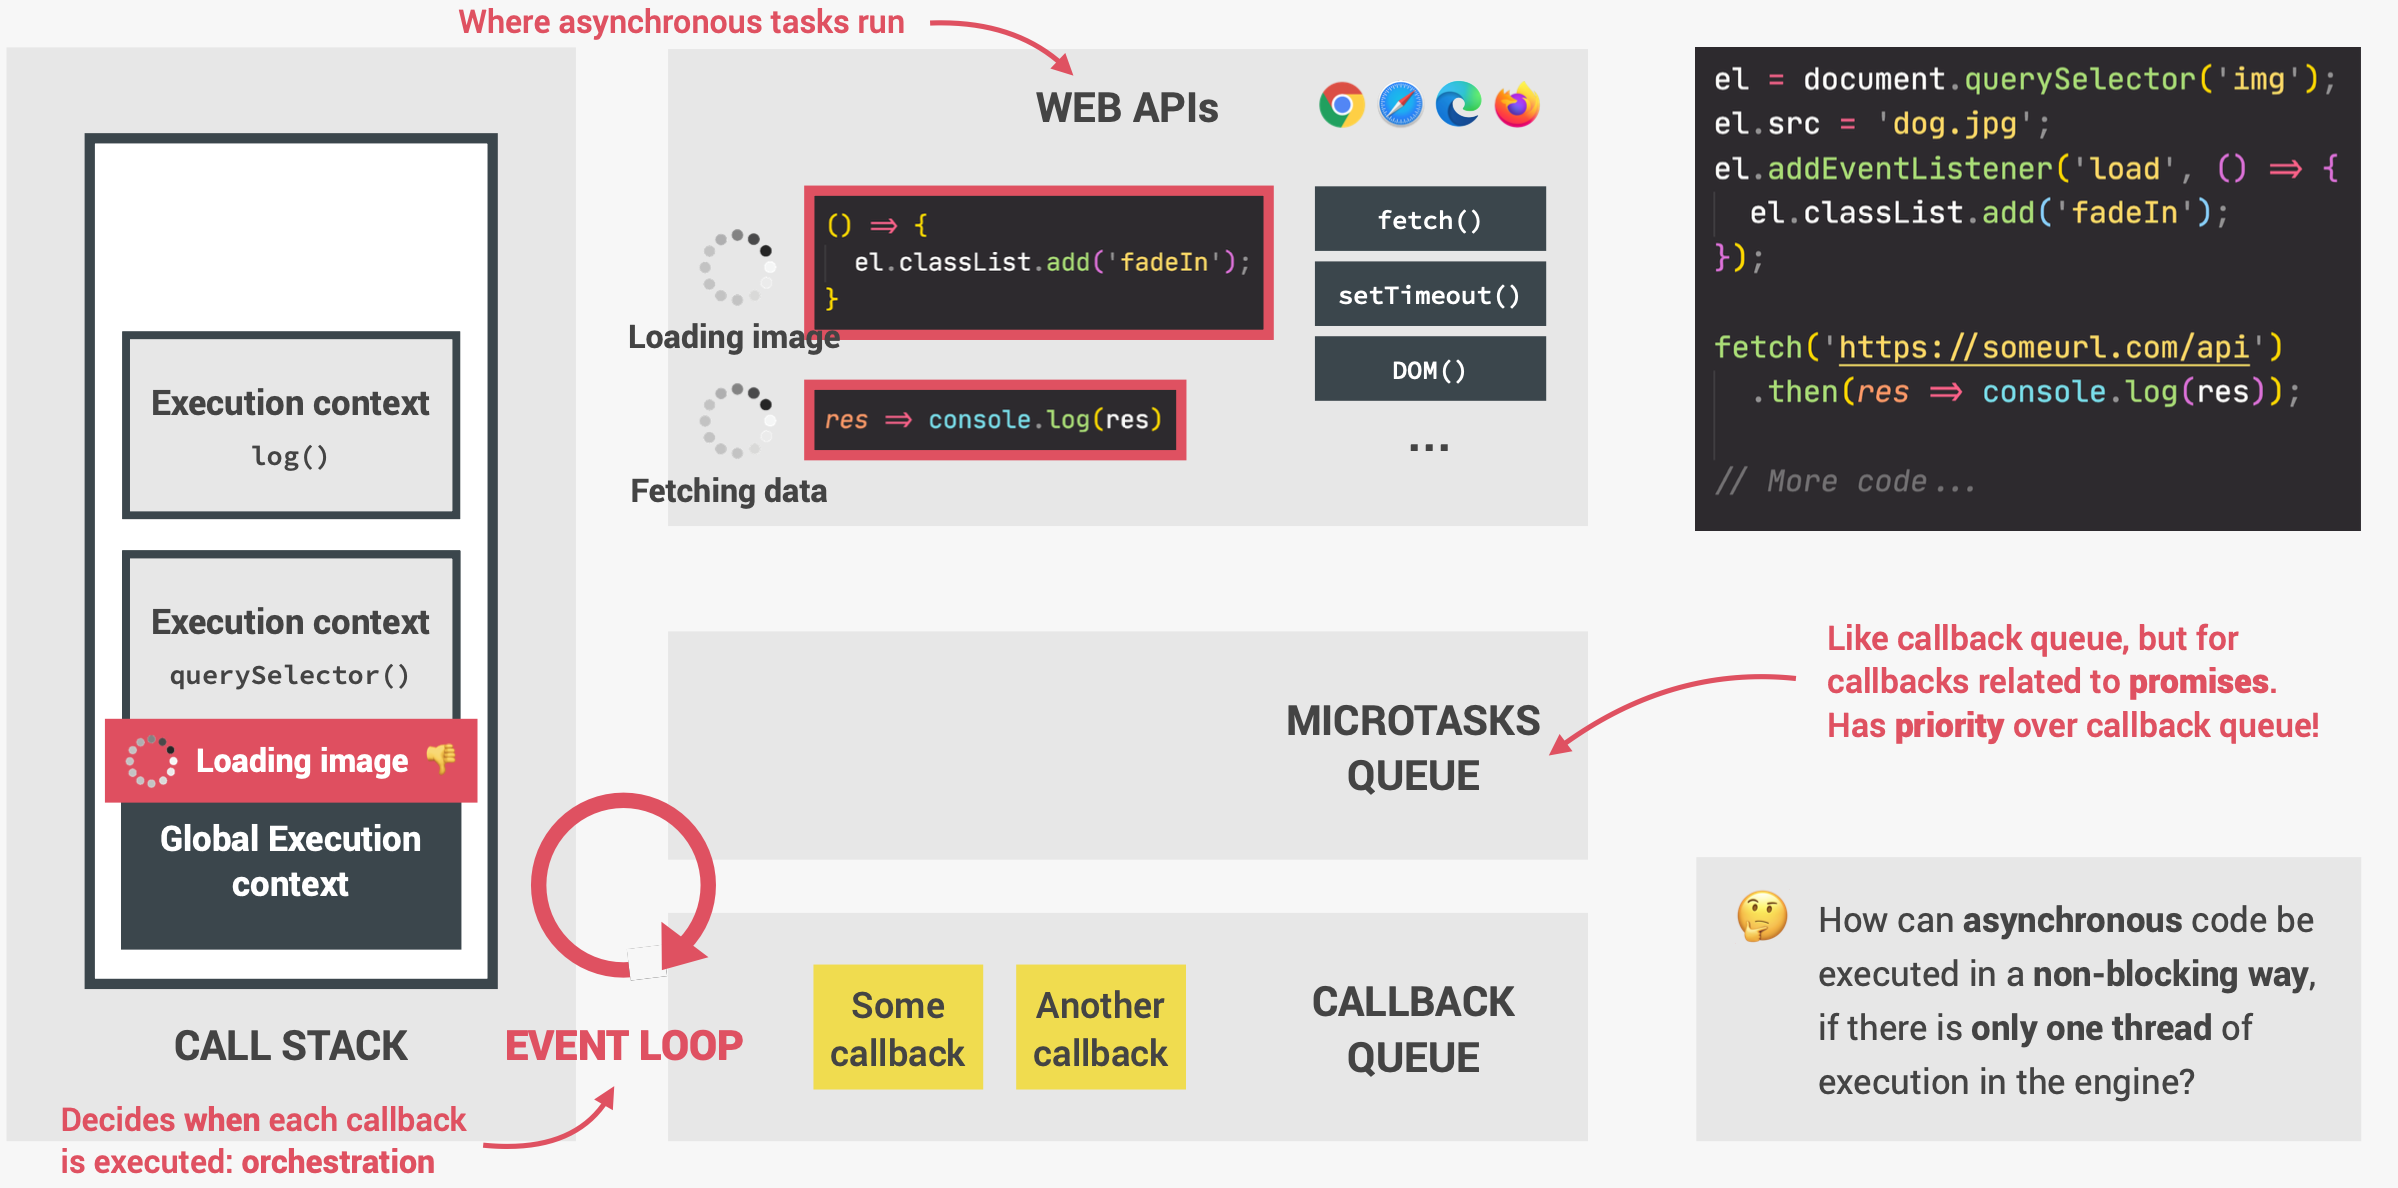 Where asynchronous tasks run
WEB APIs
() => {
el.classList.add('fadeIn');
}
Loading image
res => console.log(res)
Fetching data
fetch()
setTimeout()
DOM()
...
el = document.querySelector('img');
el.src = 'dog.jpg';
el.addEventListener('load', () => {
el.classList.add('fadeIn');
});
fetch('https://someurl.com/api')
.then(res => console.log(res));
// More code...
Execution context
log()
Execution context
querySelector()
Loading image
Global Execution
context
CALL STACK
EVENT LOOP
Decides when each callback
is executed: orchestration
MICROTASKS
QUEUE
Like callback queue, but for
callbacks related to promises.
Has priority over callback queue!
Some
callback
Another
callback
CALLBACK
QUEUE
How can asynchronous code be
executed in a non-blocking way,
if there is only one thread of
execution in the engine?